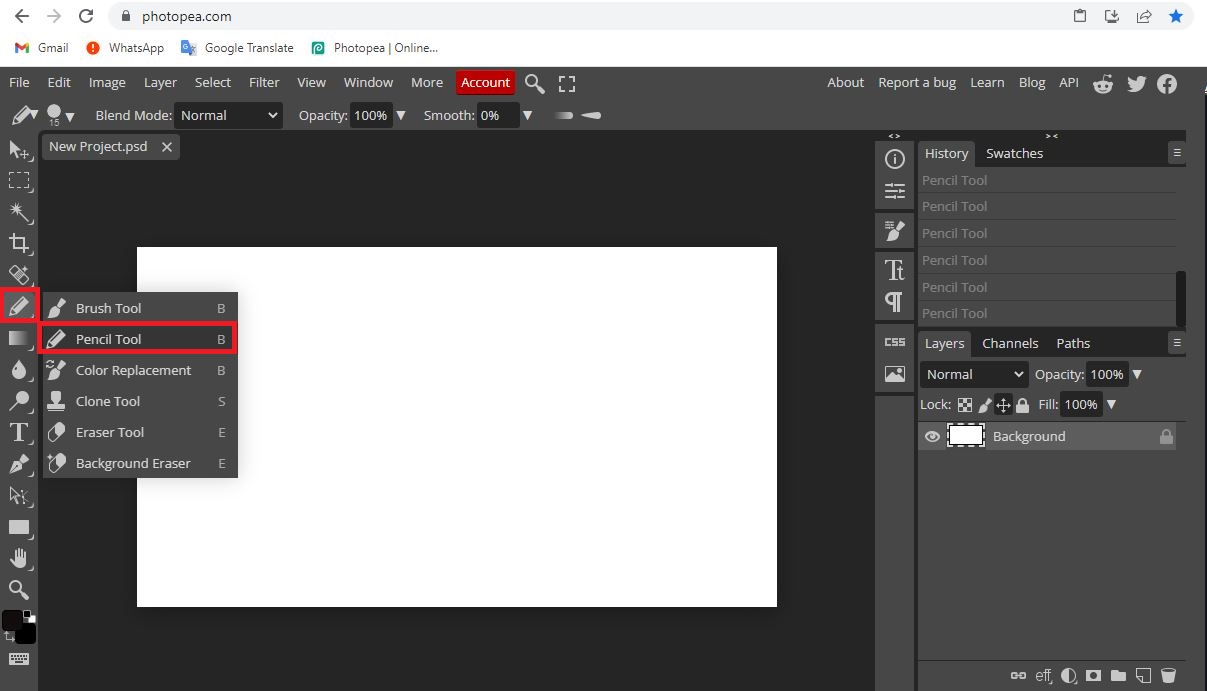 photopea.com
Gmail WhatsApp Google Translate Photopea | Online...
File Edit Image Layer Select Filter View Window More Account About Report a bug Learn Blog API
15 Blend Mode: Normal Opacity: 100% Smooth: 0%
New Project.psd
< > > <
History Swatches
Pencil Tool
Pencil Tool
Pencil Tool
Pencil Tool
Pencil Tool
Pencil Tool
Brush Tool B
Pencil Tool B
Color Replacement B
Clone Tool S
Eraser Tool E
Background Eraser E
CSS
Layers Channels Paths
Normal Opacity: 100%
Lock: Fill: 100%
Background
eff